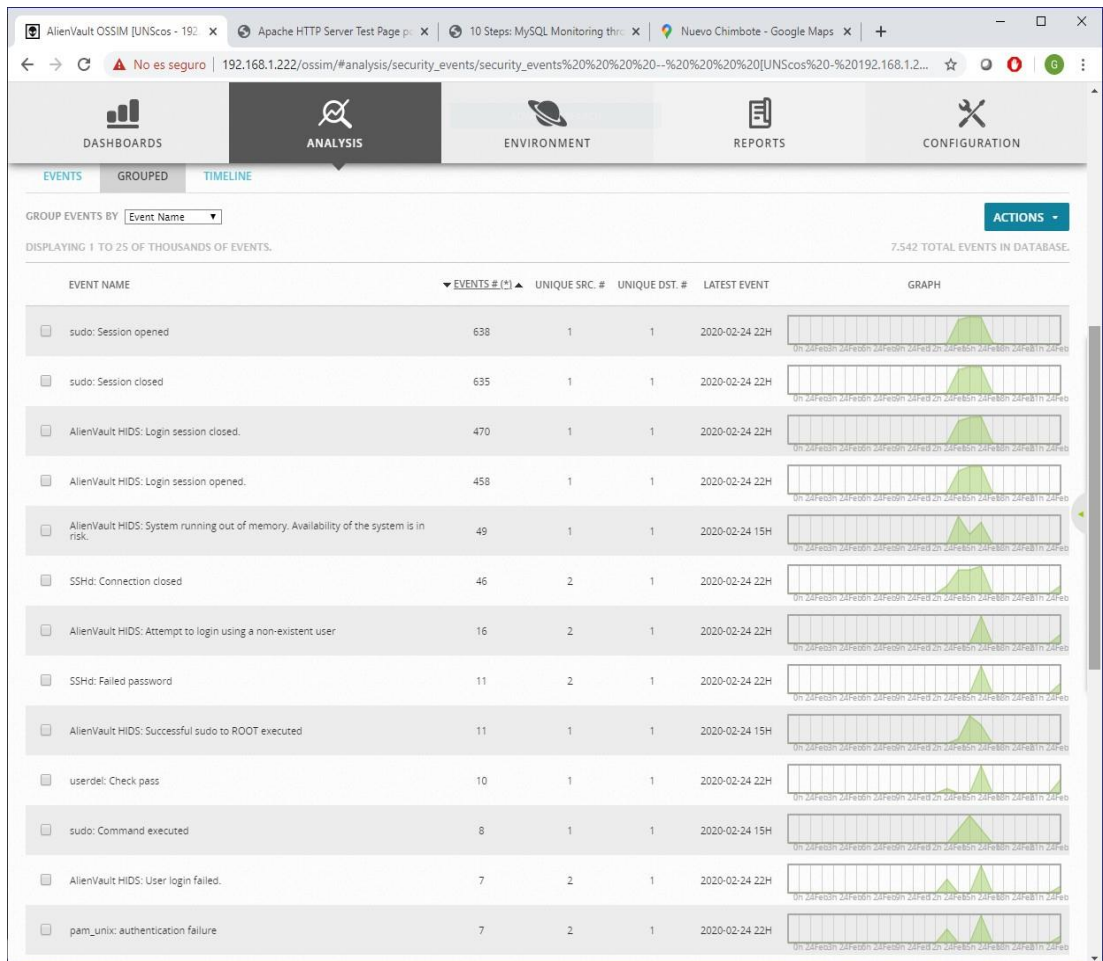 AlienVault OSSIM [UNScos - 192
Apache HTTP Server Test Page p
10 Steps: MySQL Monitoring thr
Nuevo Chimbote - Google Maps
No es seguro | 192.168.1.222/ossim/#analysis/security_events/security_events%20%20%20%20--%20%20%20%20[UNScos%20-%20192.168.1.2...
G
DASHBOARDS
ANALYSIS
ENVIRONMENT
REPORTS
CONFIGURATION
EVENTS GROUPED TIMELINE
GROUP EVENTS BY Event Name
ACTIONS
DISPLAYING 1 TO 25 OF THOUSANDS OF EVENTS.
7.542 TOTAL EVENTS IN DATABASE.
EVENT NAME EVENTS # (*) UNIQUE SRC. # UNIQUE DST. # LATEST EVENT GRAPH
sudo: Session opened 638 1 1 2020-02-24 22H
sudo: Session closed 635 1 1 2020-02-24 22H
AlienVault HIDS: Login session closed. 470 1 1 2020-02-24 22H
AlienVault HIDS: Login session opened. 458 1 1 2020-02-24 22H
AlienVault HIDS: System running out of memory. Availability of the system is in
risk. 49 1 1 2020-02-24 15H
SSHd: Connection closed 46 2 1 2020-02-24 22H
AlienVault HIDS: Attempt to login using a non-existent user 16 2 1 2020-02-24 22H
SSHd: Failed password 11 2 1 2020-02-24 22H
AlienVault HIDS: Successful sudo to ROOT executed 11 1 1 2020-02-24 15H
userdel: Check pass 10 1 1 2020-02-24 22H
sudo: Command executed 8 1 1 2020-02-24 15H
AlienVault HIDS: User login failed. 7 2 1 2020-02-24 22H
pam_unix: authentication failure 7 2 1 2020-02-24 22H